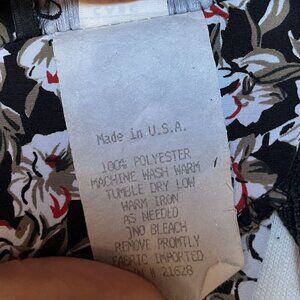 Made in U.S.A.
100% POLYESTER
MACHINE WASH WARM
TUMBLE DRY LOW
WARM IRON
AS NEEDED
NO BLEACH
REMOVE PROMTLY
FABRIC IMPORTED
21628